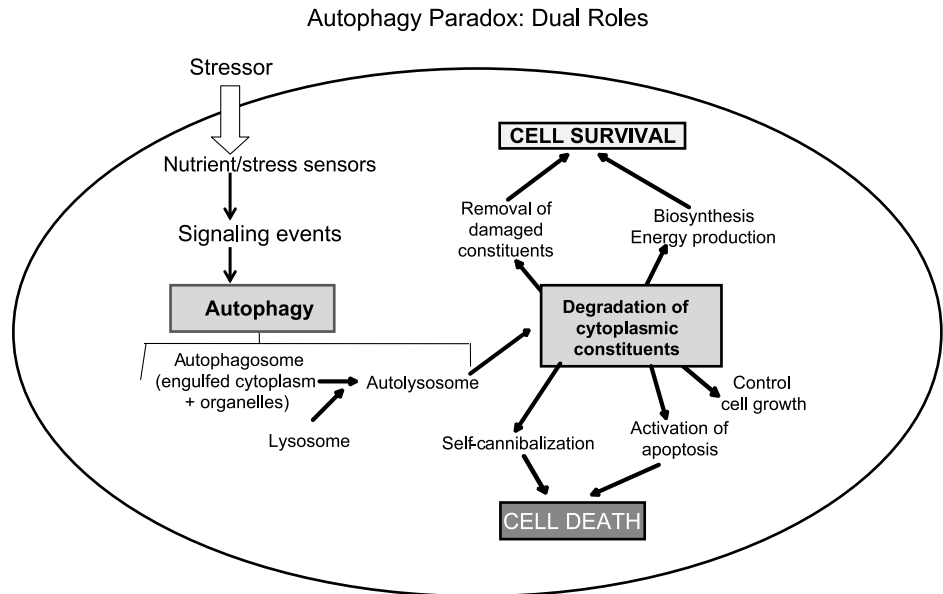 Autophagy Paradox: Dual Roles
Stressor
Nutrient/stress sensors
Signaling events
Autophagy
Autophagosome
(engulfed cytoplasm
+ organelles)
Autolysosome
Lysosome
CELL SURVIVAL
Removal of
damaged
constituents
Biosynthesis
Energy production
Degradation of
cytoplasmic
constituents
Control
cell growth
Self-cannibalization
Activation of
apoptosis
CELL DEATH